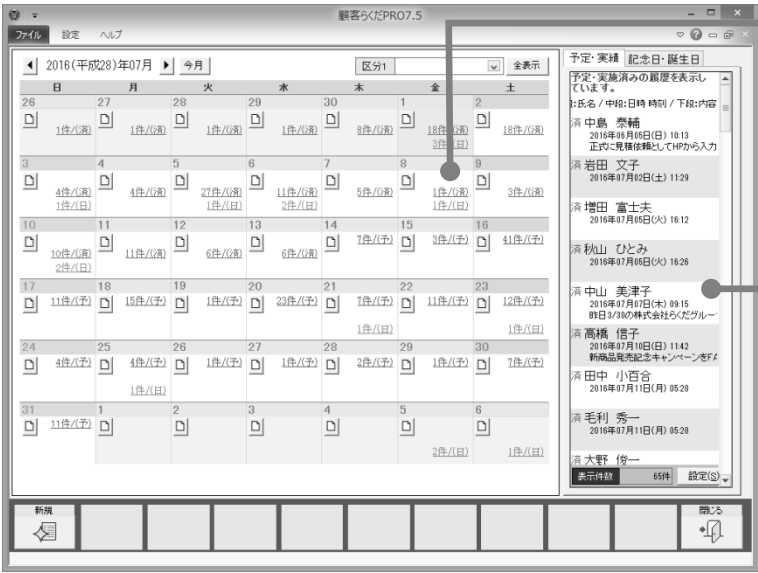 顧客らくだPRO7.5
ファイル 設定 ヘルプ
2016(平成28)年07月 今月 区分1 全表示
日 月 火 水 木 金 土
26 27 28 29 30 1 2
1件/(済) 1件/(済) 1件/(済) 1件/(済) 8件/(済) 18件/(済) 18件/(済)
3件/(日)
3 4 5 6 7 8 9
4件/(済) 4件/(済) 27件/(済) 11件/(済) 5件/(済) 1件/(済) 3件/(済)
1件/(日) 1件/(日) 2件/(日) 1件/(日)
10 11 12 13 14 15 16
10件/(済) 11件/(済) 6件/(済) 6件/(済) 7件/(予) 3件/(予) 41件/(予)
2件/(日)
17 18 19 20 21 22 23
11件/(予) 15件/(予) 1件/(予) 23件/(予) 7件/(予) 11件/(予) 12件/(予)
1件/(日) 1件/(日)
24 25 26 27 28 29 30
4件/(予) 4件/(予) 1件/(予) 1件/(予) 2件/(予) 1件/(予) 7件/(予)
1件/(日)
31 1 2 3 4 5 6
11件/(予)
2件/(日) 1件/(日)
予定・実績 記念日・誕生日
予定・実施済みの履歴を表示し
ています。
:氏名 / 中段:日時 時刻 / 下段:内容
済 中島 泰輔
2016年06月05日(日) 10:13
正式に見積依頼としてHPから入力
済 岩田 文子
2016年07月02日(土) 11:29
済 増田 富士夫
2016年07月05日(火) 16:12
済 秋山 ひとみ
2016年07月05日(火) 16:26
済 中山 美津子
2016年07月07日(木) 09:15
昨日3/30の株式会社らくだグルー
済 高橋 信子
2016年07月10日(日) 11:42
新商品発売記念キャンペーンをFA
済 田中 小百合
2016年07月11日(月) 05:28
済 毛利 秀一
2016年07月11日(月) 05:28
済 大野 俊一
表示件数 65件 設定(S)
新規 閉じる